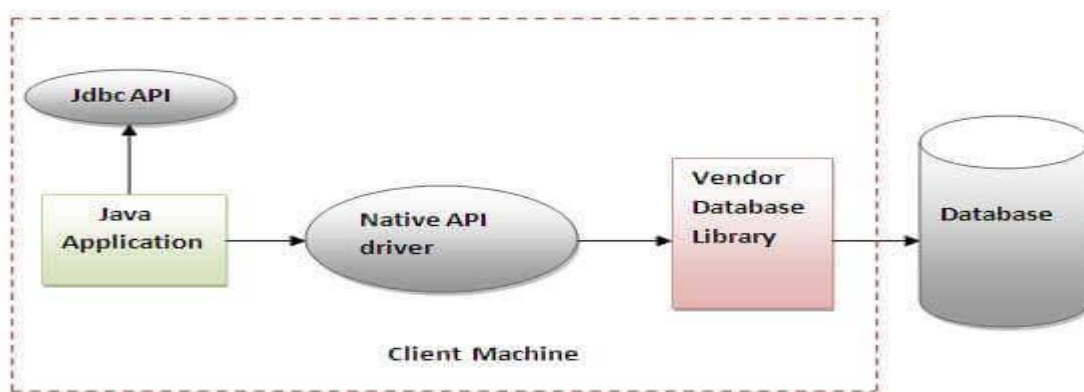 Jdbc API
Java
Application
Native API
driver
Vendor
Database
Library
Database
Client Machine